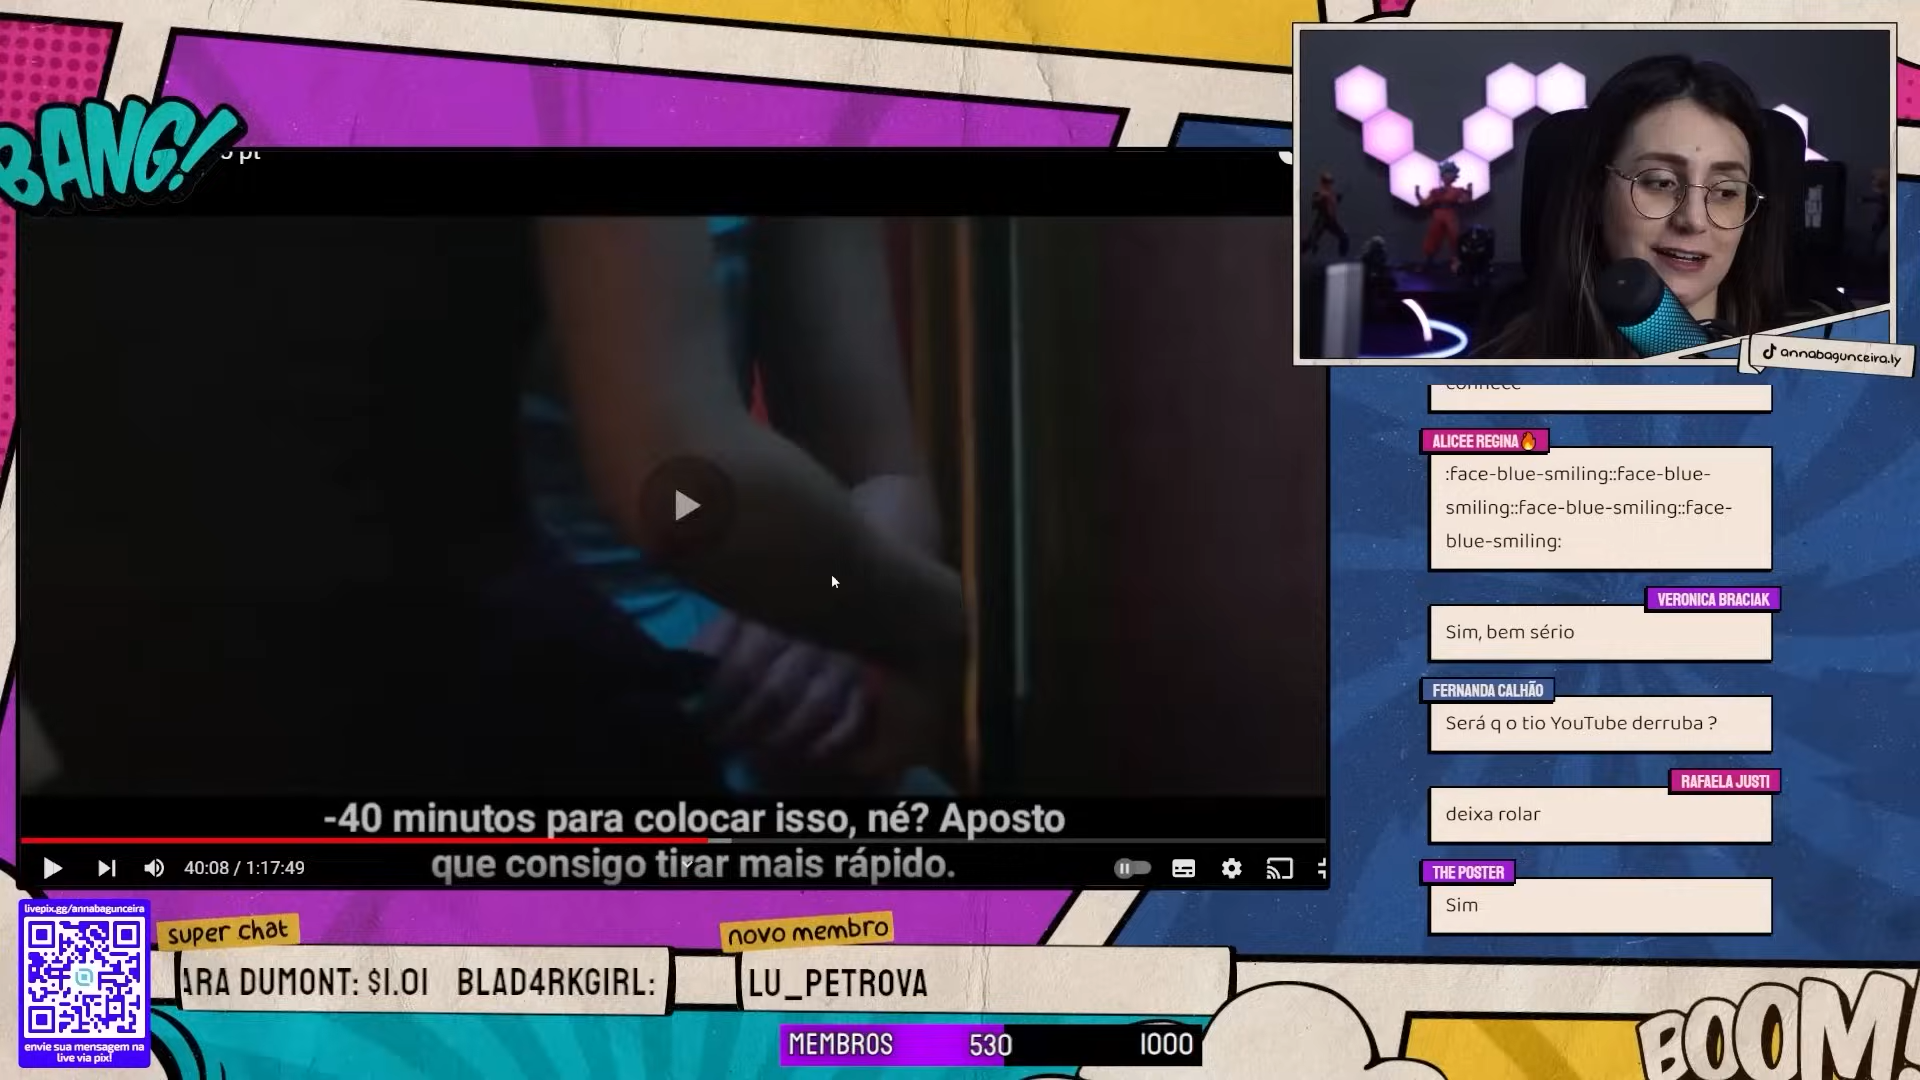 BANG!
pt
annabagunceira.ly
connece
ALICEE REGINA🔥
:face-blue-smiling::face-blue-
smiling::face-blue-smiling::face-
blue-smiling:
VERONICA BRACIAK
Sim, bem sério
FERNANDA CALHÃO
Será q o tio YouTube derruba ?
RAFAELA JUSTI
deixa rolar
THE POSTER
Sim
-40 minutos para colocar isso, né? Aposto
que consigo tirar mais rápido.
40:08 / 1:17:49
livepix.gg/annabagunceira
envie sua mensagem na
live via pix!
super chat
ARA DUMONT: $1.01 BLAD4RKGIRL:
novo membro
LU_PETROVA
MEMBROS 530 1000
BOOM!